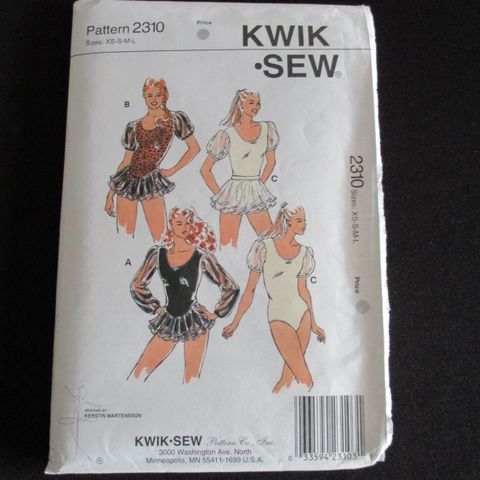 Pattern 2310
Sizes: XS-S-M-L
Price
KWIK
•SEW®
B
C
2310 Sizes: XS-S-M-L
Price
A
C
DESIGNED BY
KERSTIN MARTENSSON
®
KWIK•SEW Pattern Co., Inc.
3000 Washington Ave. North
Minneapolis, MN 55411-1699 U.S.A.
0 33594 23103